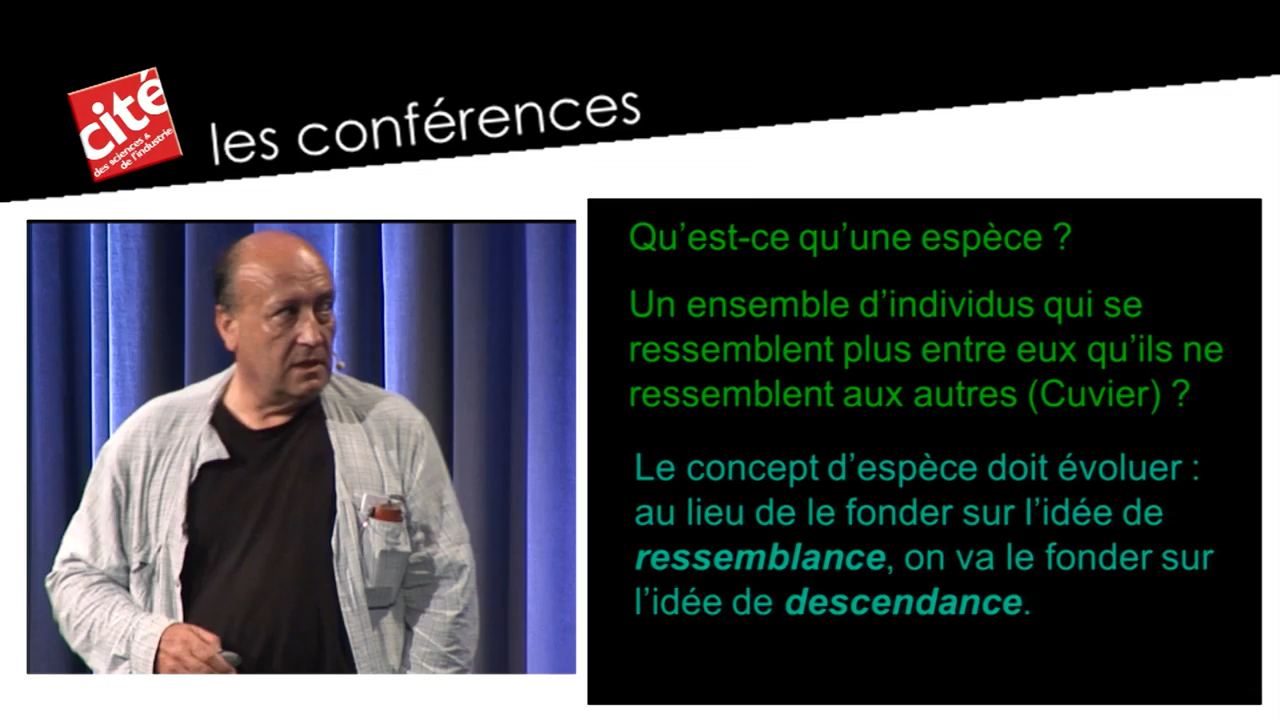 cité
des sciences &
de l'industrie
les conférences
Qu'est-ce qu'une espèce ?
Un ensemble d'individus qui se
ressemblent plus entre eux qu'ils ne
ressemblent aux autres (Cuvier) ?
Le concept d'espèce doit évoluer :
au lieu de le fonder sur l'idée de
ressemblance, on va le fonder sur
l'idée de descendance.